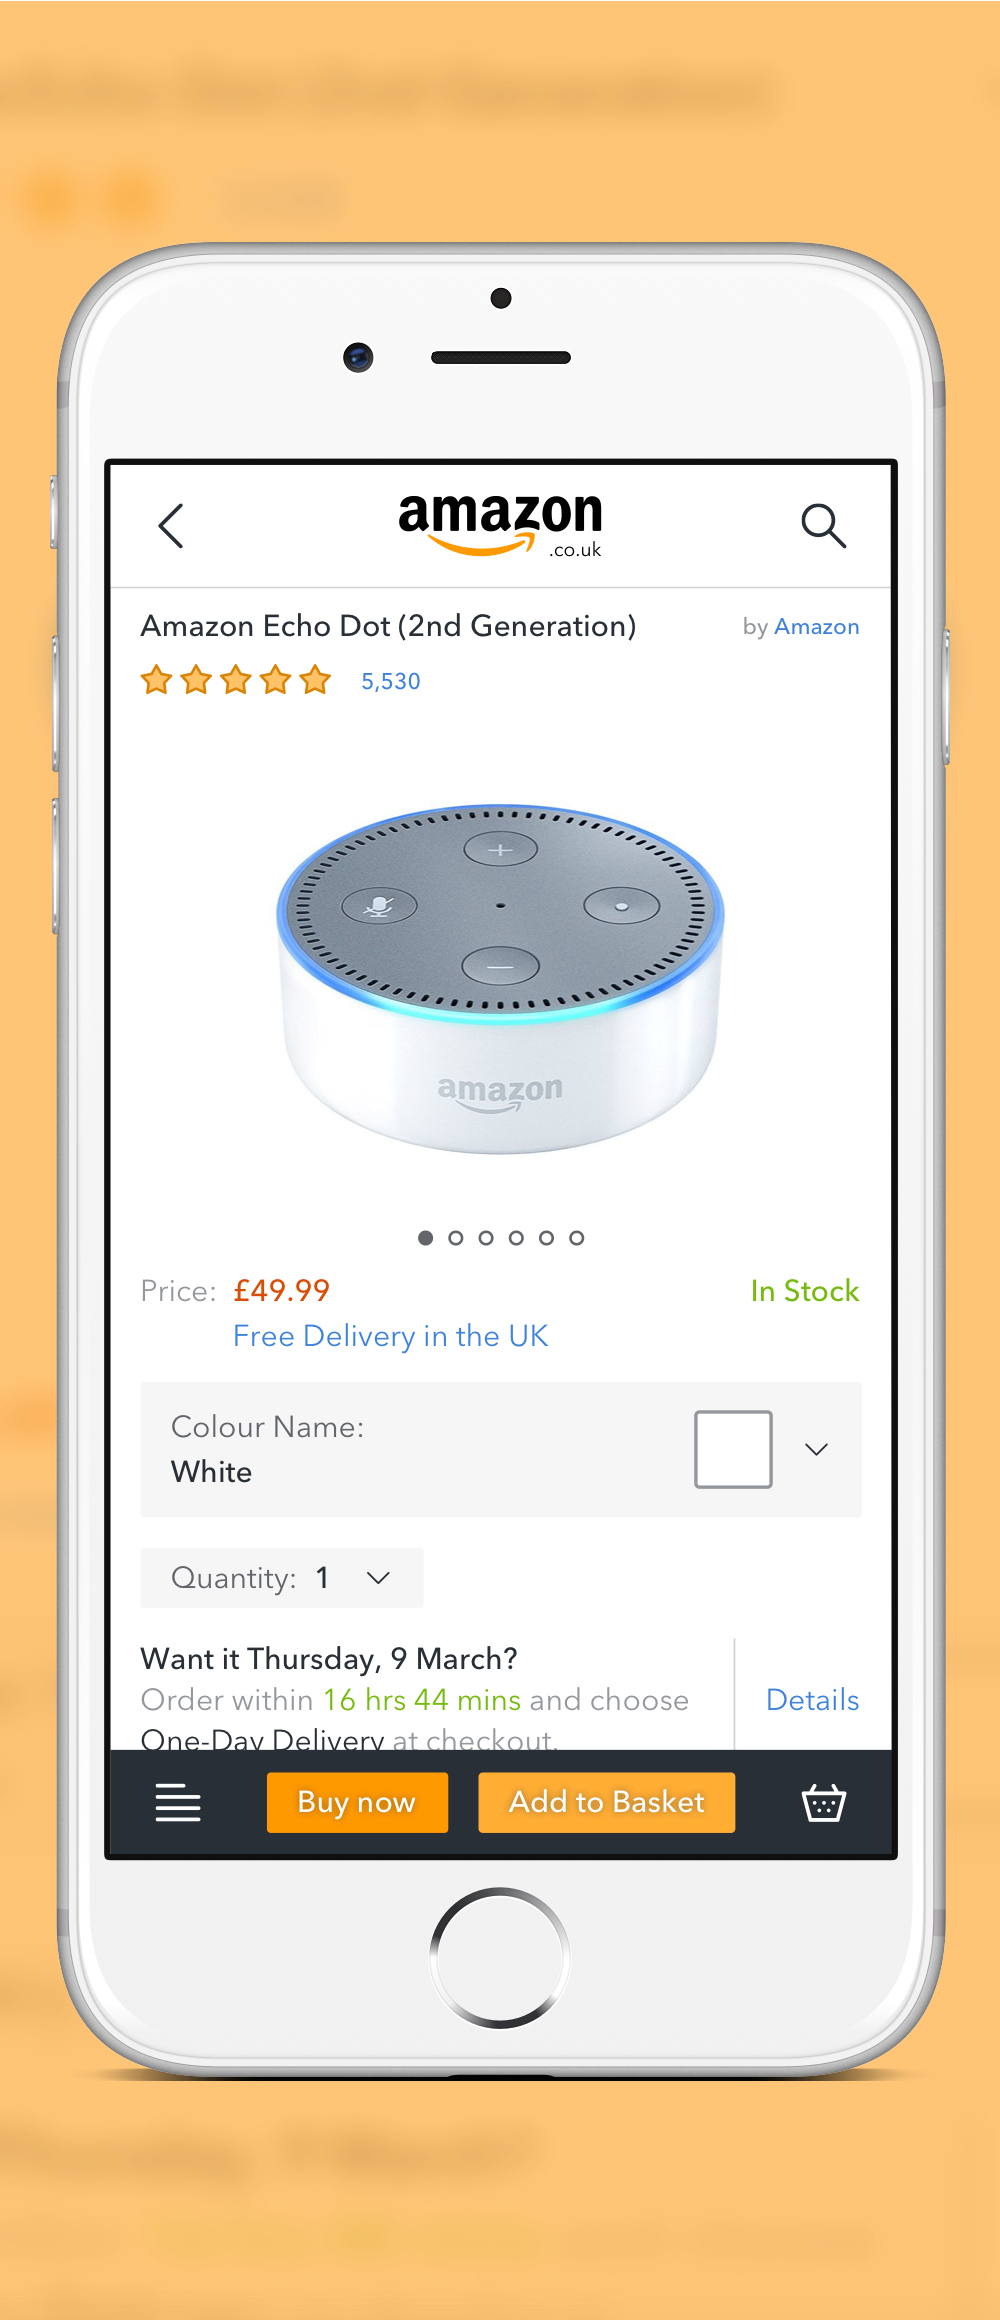 amazon
.co.uk
Amazon Echo Dot (2nd Generation)
by Amazon
5,530
amazon
Price: £49.99
In Stock
Free Delivery in the UK
Colour Name:
White
Quantity: 1
Want it Thursday, 9 March?
Order within 16 hrs 44 mins and choose
Details
One-Day Delivery at checkout.
Buy now
Add to Basket